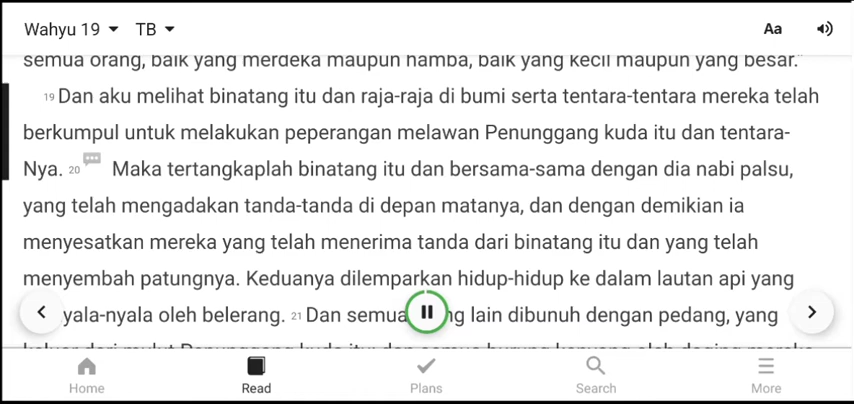 Wahyu 19 TB Aa
semua orang, baik yang merdeka maupun hamba, baik yang kecil maupun yang besar."
19 Dan aku melihat binatang itu dan raja-raja di bumi serta tentara-tentara mereka telah
berkumpul untuk melakukan peperangan melawan Penunggang kuda itu dan tentara-
Nya. 20 Maka tertangkaplah binatang itu dan bersama-sama dengan dia nabi palsu,
yang telah mengadakan tanda-tanda di depan matanya, dan dengan demikian ia
menyesatkan mereka yang telah menerima tanda dari binatang itu dan yang telah
menyembah patungnya. Keduanya dilemparkan hidup-hidup ke dalam lautan api yang
yala-nyala oleh belerang. 21 Dan semua ng lain dibunuh dengan pedang, yang
Home Read Plans Search More